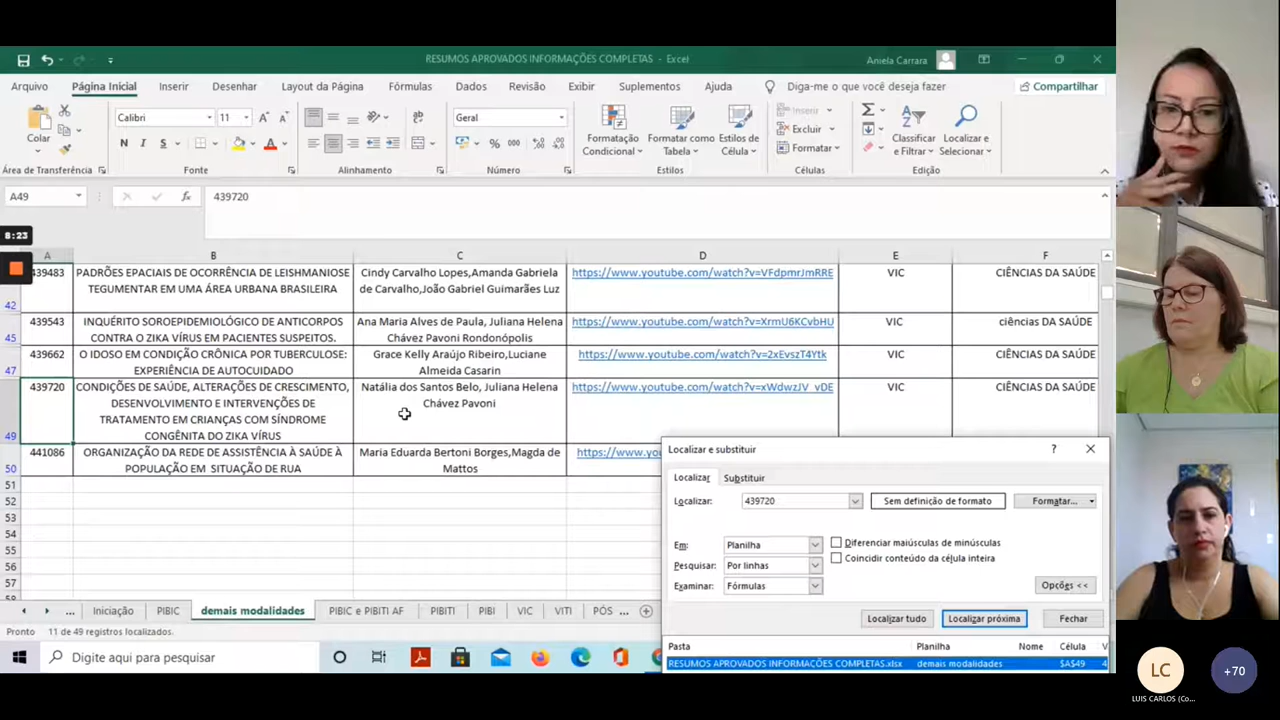 RESUMOS APROVADOS INFORMAÇÕES COMPLETAS - Excel
Aniela Carrara
Arquivo Página Inicial Inserir Desenhar Layout da Página Fórmulas Dados Revisão Exibir Suplementos Ajuda Diga-me o que você deseja fazer Compartilhar
Colar
Calibri 11
N I S
Geral
Formatação Condicional
Formatar como Tabela
Estilos de Célula
Inserir
Excluir
Formatar
Classificar e Filtrar
Localizar e Selecionar
Área de Transferência Fonte Alinhamento Número Estilos Células Edição
A49 fx 439720
8:23
A B C D E F
42 439483 PADRÕES EPACIAIS DE OCORRÊNCIA DE LEISHMANIOSE Cindy Carvalho Lopes,Amanda Gabriela https://www.youtube.com/watch?v=VFdpmrJmRRE VIC CIÊNCIAS DA SAÚDE
TEGUMENTAR EM UMA ÁREA URBANA BRASILEIRA de Carvalho,João Gabriel Guimarães Luz
45 439543 INQUÉRITO SOROEPIDEMIOLÓGICO DE ANTICORPOS Ana Maria Alves de Paula, Juliana Helena https://www.youtube.com/watch?v=XrmU6KCvbHU VIC ciências DA SAÚDE
CONTRA O ZIKA VÍRUS EM PACIENTES SUSPEITOS. Chávez Pavoni Rondonópolis
47 439662 O IDOSO EM CONDIÇÃO CRÔNICA POR TUBERCULOSE: Grace Kelly Araújo Ribeiro,Luciane https://www.youtube.com/watch?v=2xEvszT4Ytk VIC CIÊNCIAS DA SAÚDE
EXPERIÊNCIA DE AUTOCUIDADO Almeida Casarin
49 439720 CONDIÇÕES DE SAÚDE, ALTERAÇÕES DE CRESCIMENTO, Natália dos Santos Belo, Juliana Helena https://www.youtube.com/watch?v=xWdwzJV_vDE VIC CIÊNCIAS DA SAÚDE
DESENVOLVIMENTO E INTERVENÇÕES DE Chávez Pavoni
TRATAMENTO EM CRIANÇAS COM SÍNDROME
CONGÊNITA DO ZIKA VÍRUS
50 441086 ORGANIZAÇÃO DA REDE DE ASSISTÊNCIA À SAÚDE À Maria Eduarda Bertoni Borges,Magda de https://www.you
POPULAÇÃO EM SITUAÇÃO DE RUA Mattos
51
52
53
54
55
56
57
Localizar e substituir
Localizar Substituir
Localizar: 439720 Sem definição de formato Formatar...
Em: Planilha Diferenciar maiúsculas de minúsculas
Pesquisar: Por linhas Coincidir conteúdo da célula inteira
Examinar: Fórmulas Opções <<
Localizar tudo Localizar próxima Fechar
Pasta Planilha Nome Célula V
RESUMOS APROVADOS INFORMAÇÕES COMPLETAS.xlsx demais modalidades $A$49 4
... Iniciação PIBIC demais modalidades PIBIC e PIBITI AF PIBITI PIBI VIC VITI PÓS ...
Pronto 11 de 49 registros localizados.
Digite aqui para pesquisar
LC
LUIS CARLOS (Co...
+70